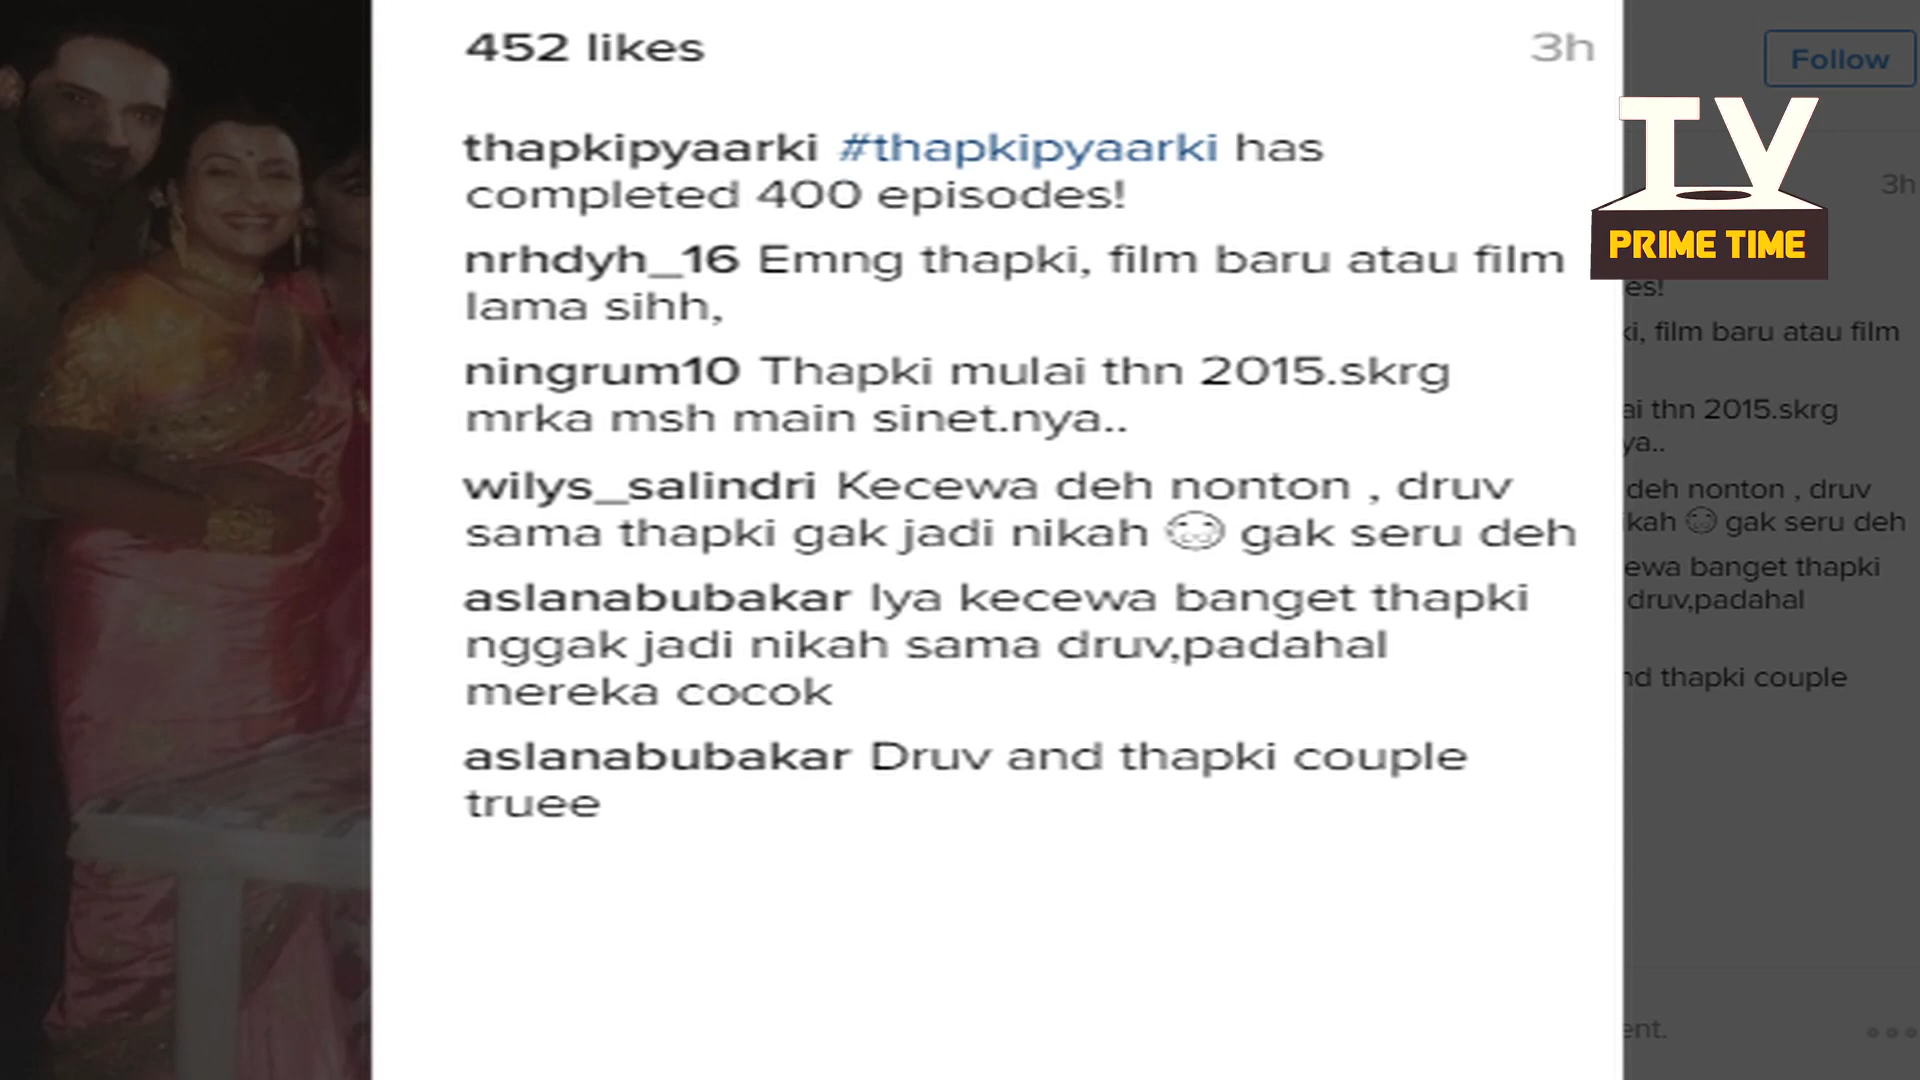 452 likes
3h
thapkipyaarki #thapkipyaarki has
completed 400 episodes!
nrhdyh_16 Emng thapki, film baru atau film
lama sihh,
ningrum10 Thapki mulai thn 2015.skrg
mrka msh main sinet.nya..
wilys_salindri Kecewa deh nonton , druv
sama thapki gak jadi nikah 😳 gak seru deh
aslanabubakar Iya kecewa banget thapki
nggak jadi nikah sama druv,padahal
mereka cocok
aslanabubakar Druv and thapki couple
truee
Follow
TV
PRIME TIME
3h
es!
ki, film baru atau film
ai thn 2015.skrg
ya..
deh nonton , druv
ikah 😳 gak seru deh
ewa banget thapki
druv,padahal
nd thapki couple
ent.